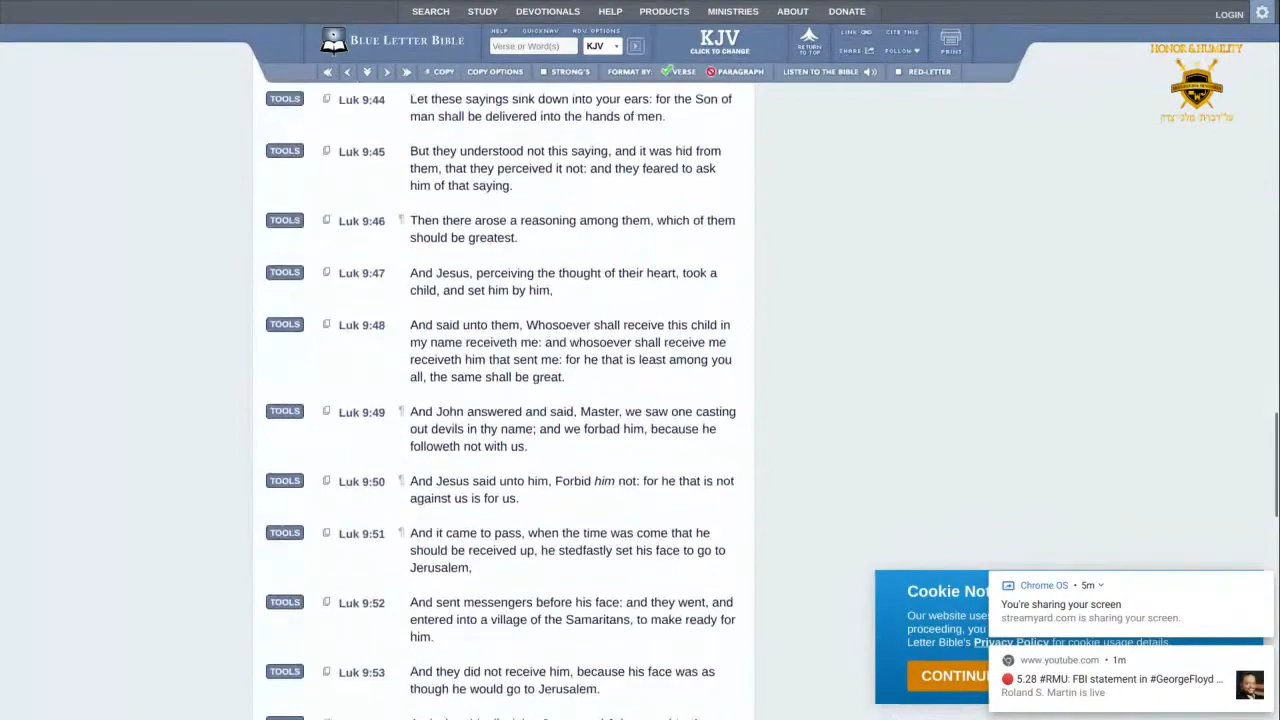 SEARCH STUDY DEVOTIONALS HELP PRODUCTS MINISTRIES ABOUT DONATE LOGIN
HELP QUICKNAV ADV. OPTIONS
BLUE LETTER BIBLE
Verse or Word(s) KJV
KJV
CLICK TO CHANGE
RETURN
TO TOP
LINK CITE THIS
SHARE FOLLOW
PRINT
HONOR & HUMILITY
COPY COPY OPTIONS STRONG'S FORMAT BY: VERSE PARAGRAPH LISTEN TO THE BIBLE RED-LETTER
TOOLS Luk 9:44 Let these sayings sink down into your ears: for the Son of
man shall be delivered into the hands of men.
TOOLS Luk 9:45 But they understood not this saying, and it was hid from
them, that they perceived it not: and they feared to ask
him of that saying.
TOOLS Luk 9:46 ¶ Then there arose a reasoning among them, which of them
should be greatest.
TOOLS Luk 9:47 And Jesus, perceiving the thought of their heart, took a
child, and set him by him,
TOOLS Luk 9:48 And said unto them, Whosoever shall receive this child in
my name receiveth me: and whosoever shall receive me
receiveth him that sent me: for he that is least among you
all, the same shall be great.
TOOLS Luk 9:49 ¶ And John answered and said, Master, we saw one casting
out devils in thy name; and we forbad him, because he
followeth not with us.
TOOLS Luk 9:50 ¶ And Jesus said unto him, Forbid him not: for he that is not
against us is for us.
TOOLS Luk 9:51 ¶ And it came to pass, when the time was come that he
should be received up, he stedfastly set his face to go to
Jerusalem,
TOOLS Luk 9:52 And sent messengers before his face: and they went, and
entered into a village of the Samaritans, to make ready for
him.
TOOLS Luk 9:53 And they did not receive him, because his face was as
though he would go to Jerusalem.
Cookie Not
Our website use
proceeding, you
Letter Bible's Privacy Policy for cookie usage details.
CONTINU
Chrome OS • 5m
You're sharing your screen
streamyard.com is sharing your screen.
www.youtube.com • 1m
5.28 #RMU: FBI statement in #GeorgeFloyd ...
Roland S. Martin is live